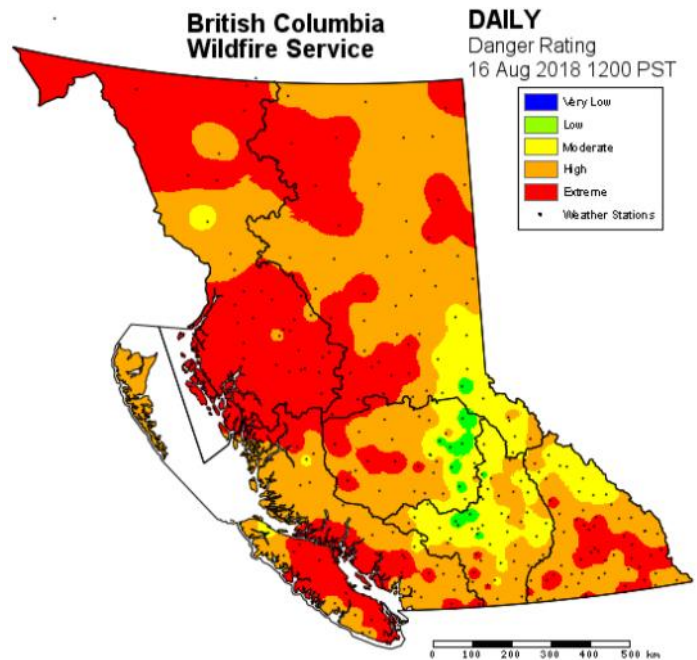 British Columbia
Wildfire Service
DAILY
Danger Rating
16 Aug 2018 1200 PST
Very Low
Low
Moderate
High
Extreme
Weather Stations
0 100 200 300 400 500 km